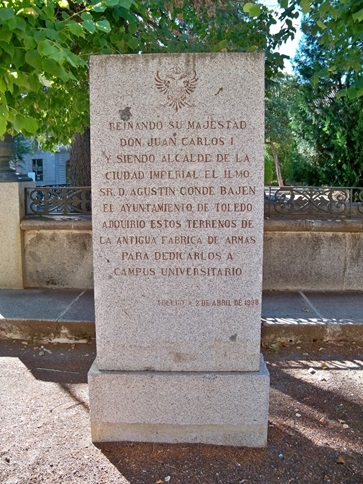 REINANDO SU MAJESTAD
DON JUAN CARLOS I
Y SIENDO ALCALDE DE LA
CIUDAD IMPERIAL EL ILMO
SR. D. AGUSTIN CONDE BAJEN
EL AYUNTAMIENTO DE TOLEDO
ADQUIRIO ESTOS TERRENOS DE
LA ANTIGUA FABRICA DE ARMAS
PARA DEDICARLOS A
CAMPUS UNIVERSITARIO
TOLEDO A 2 DE ABRIL DE 1998